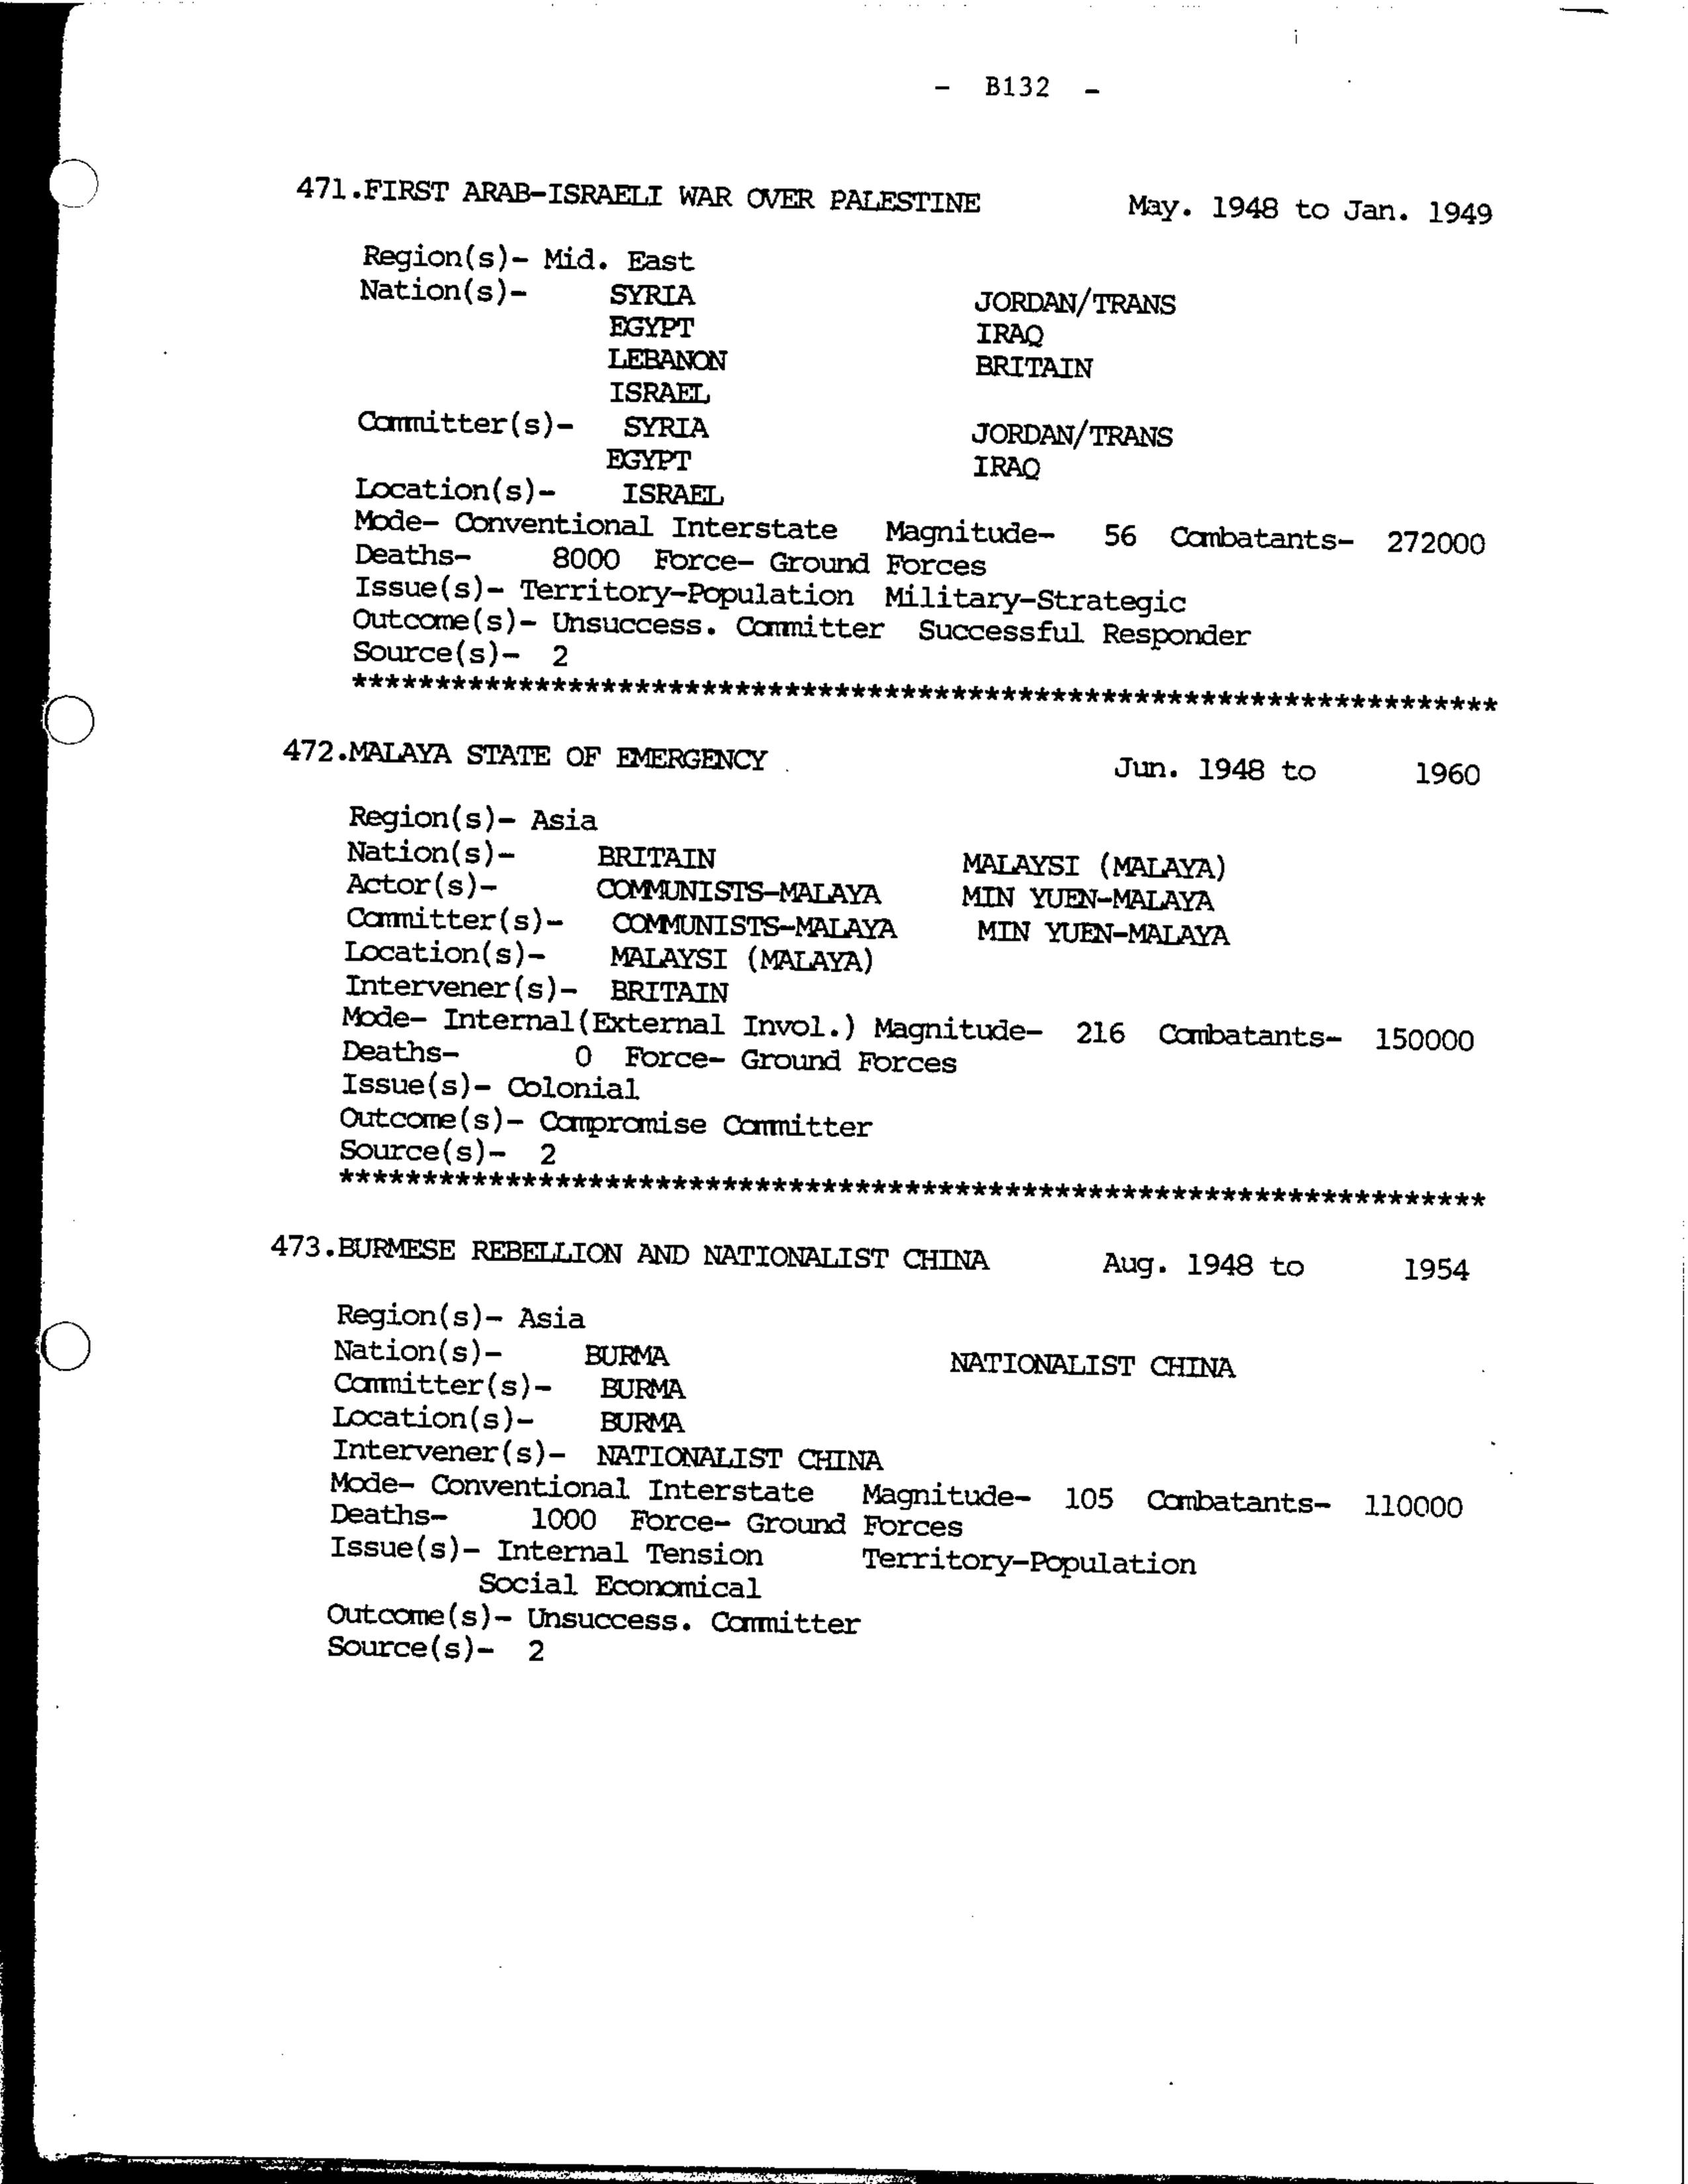 - B132 -
471.FIRST ARAB-ISRAELI WAR OVER PALESTINE May. 1948 to Jan. 1949
Region(s)- Mid. East
Nation(s)- SYRIA JORDAN/TRANS
EGYPT IRAQ
LEBANON BRITAIN
ISRAEL
Committer(s)- SYRIA JORDAN/TRANS
EGYPT IRAQ
Location(s)- ISRAEL
Mode- Conventional Interstate Magnitude- 56 Combatants- 272000
Deaths- 8000 Force- Ground Forces
Issue(s)- Territory-Population Military-Strategic
Outcome(s)- Unsuccess. Committer Successful Responder
Source(s)- 2
*********************************************************************
472.MALAYA STATE OF EMERGENCY Jun. 1948 to 1960
Region(s)- Asia
Nation(s)- BRITAIN MALAYSI (MALAYA)
Actor(s)- COMMUNISTS-MALAYA MIN YUEN-MALAYA
Committer(s)- COMMUNISTS-MALAYA MIN YUEN-MALAYA
Location(s)- MALAYSI (MALAYA)
Intervener(s)- BRITAIN
Mode- Internal(External Invol.) Magnitude- 216 Combatants- 150000
Deaths- 0 Force- Ground Forces
Issue(s)- Colonial
Outcome(s)- Compromise Committer
Source(s)- 2
*********************************************************************
473.BURMESE REBELLION AND NATIONALIST CHINA Aug. 1948 to 1954
Region(s)- Asia
Nation(s)- BURMA NATIONALIST CHINA
Committer(s)- BURMA
Location(s)- BURMA
Intervener(s)- NATIONALIST CHINA
Mode- Conventional Interstate Magnitude- 105 Combatants- 110000
Deaths- 1000 Force- Ground Forces
Issue(s)- Internal Tension Territory-Population
Social Economical
Outcome(s)- Unsuccess. Committer
Source(s)- 2